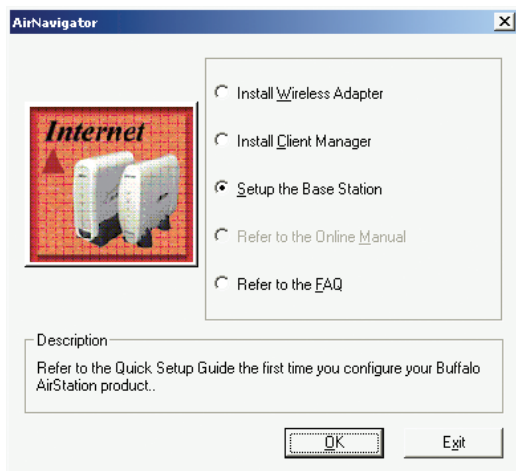 AirNavigator
Internet
Install Wireless Adapter
Install Client Manager
Setup the Base Station
Refer to the Online Manual
Refer to the FAQ
Description
Refer to the Quick Setup Guide the first time you configure your Buffalo
AirStation product..
OK
Exit